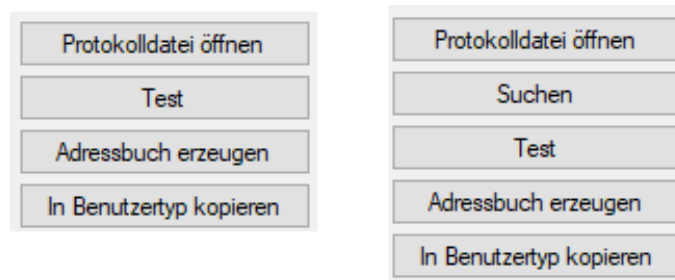 Protokolldatei öffnen
Test
Adressbuch erzeugen
In Benutzertyp kopieren
Protokolldatei öffnen
Suchen
Test
Adressbuch erzeugen
In Benutzertyp kopieren